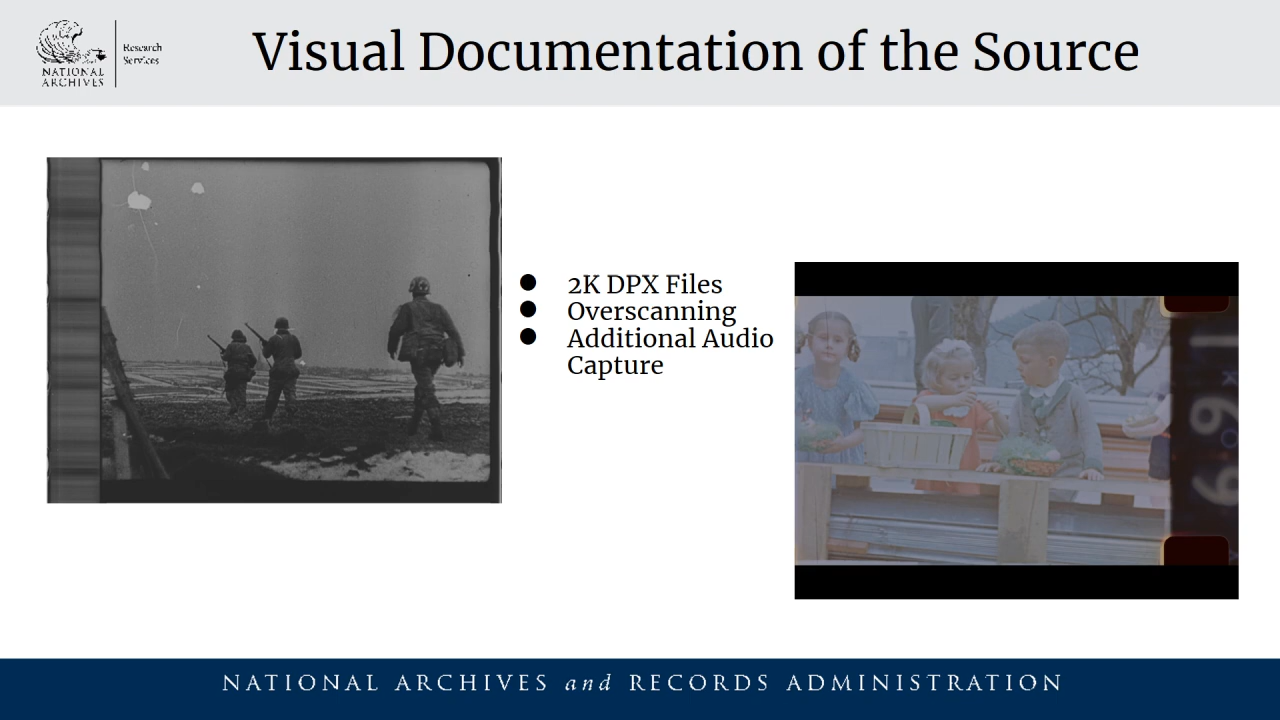 NATIONAL
ARCHIVES
Research
Services
Visual Documentation of the Source
● 2K DPX Files
● Overscanning
● Additional Audio
Capture
NATIONAL ARCHIVES and RECORDS ADMINISTRATION